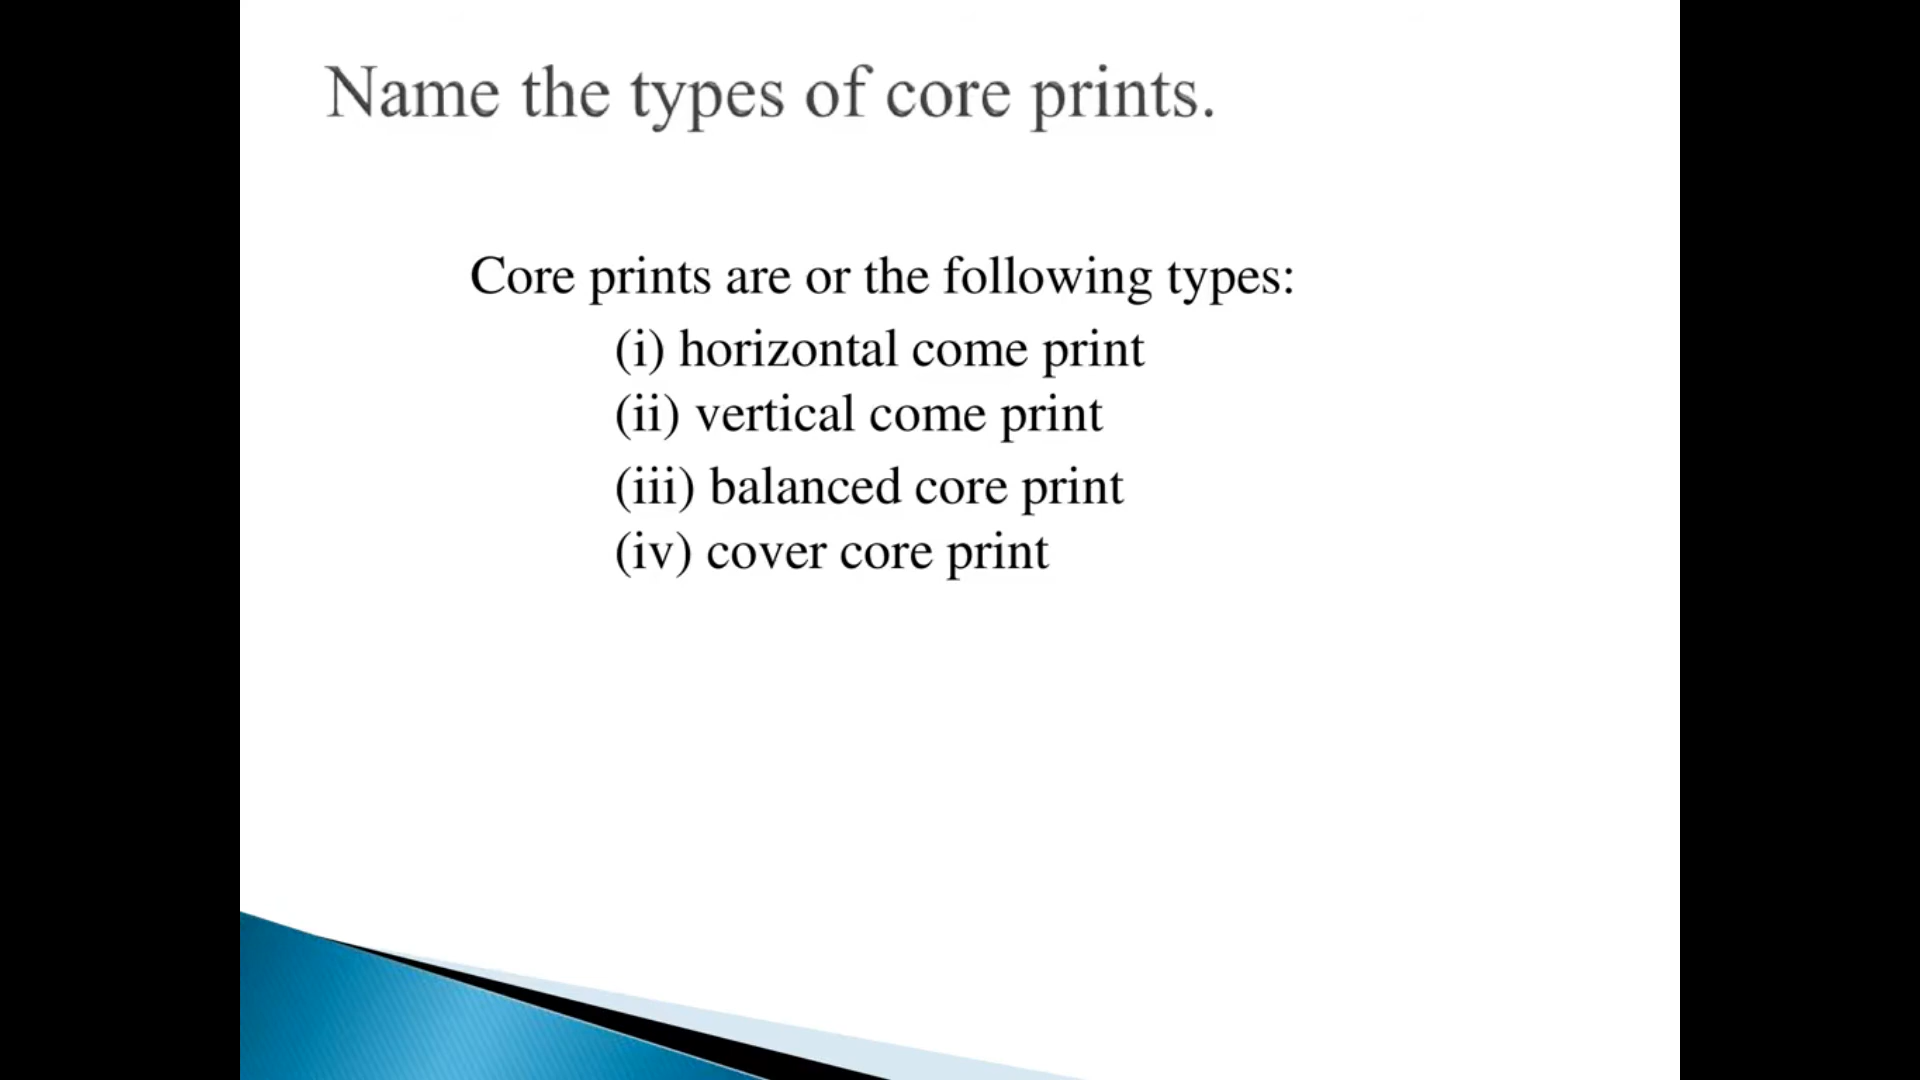 Name the types of core prints.
Core prints are or the following types:
(i) horizontal come print
(ii) vertical come print
(iii) balanced core print
(iv) cover core print